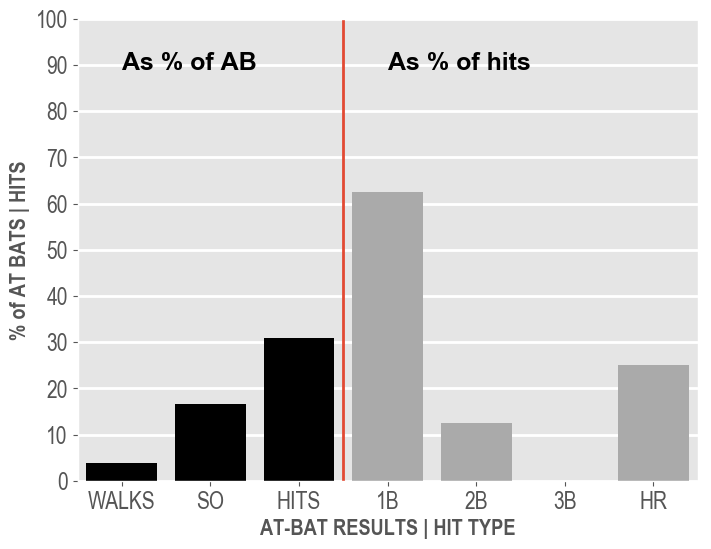 100
90
80
70
60
50
40
30
20
10
0
% of AT BATS | HITS
As % of AB
As % of hits
WALKS SO HITS 1B 2B 3B HR
AT-BAT RESULTS | HIT TYPE